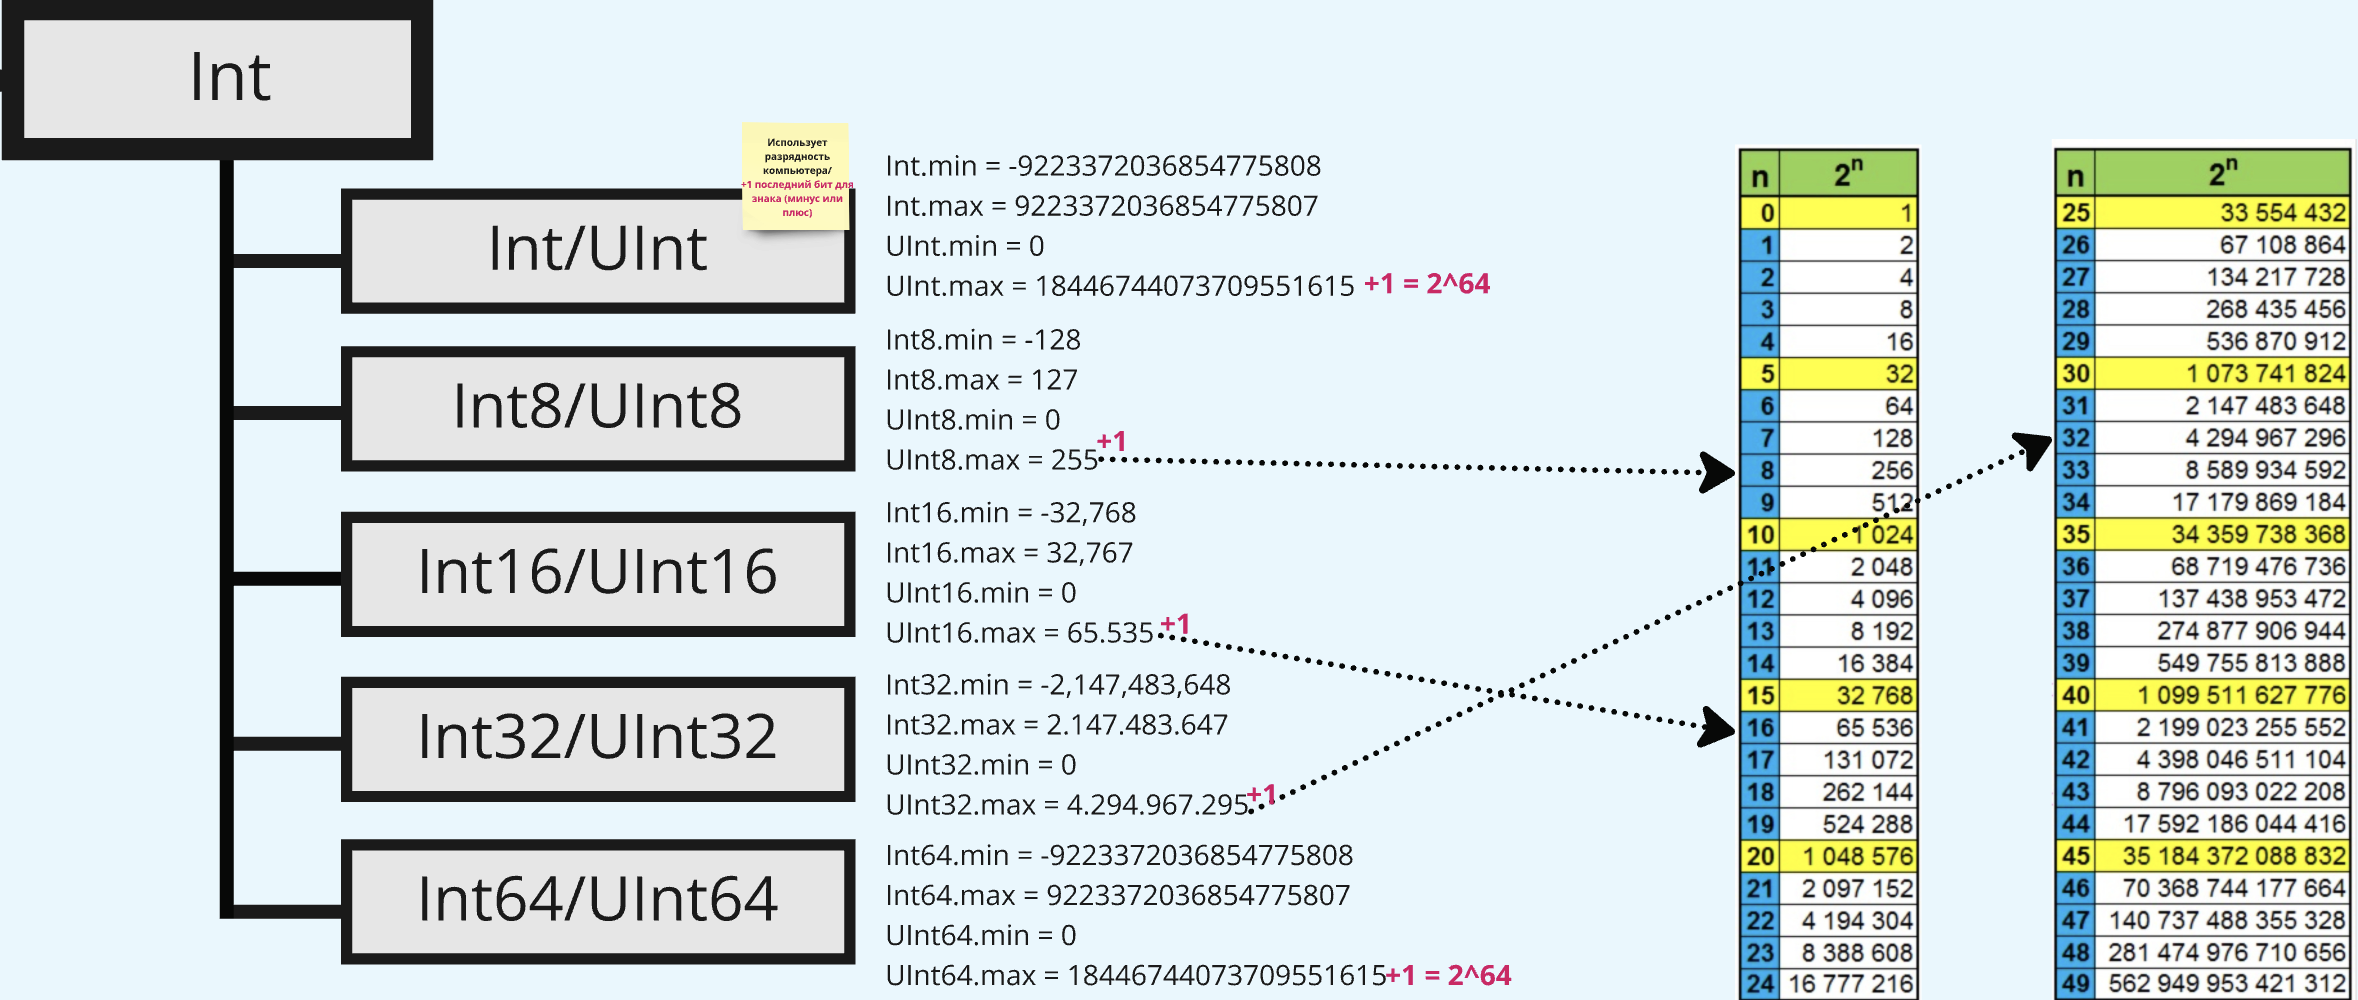 Int
Использует
разрядность
компьютера/
+1 последний бит для
знака (минус или
плюс)
Int/UInt
Int.min = -9223372036854775808
Int.max = 9223372036854775807
UInt.min = 0
UInt.max = 18446744073709551615 +1 = 2^64
Int8/UInt8
Int8.min = -128
Int8.max = 127
UInt8.min = 0
UInt8.max = 255 +1
Int16/UInt16
Int16.min = -32,768
Int16.max = 32,767
UInt16.min = 0
UInt16.max = 65.535 +1
Int32/UInt32
Int32.min = -2,147,483,648
Int32.max = 2.147.483.647
UInt32.min = 0
UInt32.max = 4.294.967.295 +1
Int64/UInt64
Int64.min = -9223372036854775808
Int64.max = 9223372036854775807
UInt64.min = 0
UInt64.max = 18446744073709551615+1 = 2^64
n 2ⁿ
0 1
1 2
2 4
3 8
4 16
5 32
6 64
7 128
8 256
9 512
10 1 024
11 2 048
12 4 096
13 8 192
14 16 384
15 32 768
16 65 536
17 131 072
18 262 144
19 524 288
20 1 048 576
21 2 097 152
22 4 194 304
23 8 388 608
24 16 777 216
n 2ⁿ
25 33 554 432
26 67 108 864
27 134 217 728
28 268 435 456
29 536 870 912
30 1 073 741 824
31 2 147 483 648
32 4 294 967 296
33 8 589 934 592
34 17 179 869 184
35 34 359 738 368
36 68 719 476 736
37 137 438 953 472
38 274 877 906 944
39 549 755 813 888
40 1 099 511 627 776
41 2 199 023 255 552
42 4 398 046 511 104
43 8 796 093 022 208
44 17 592 186 044 416
45 35 184 372 088 832
46 70 368 744 177 664
47 140 737 488 355 328
48 281 474 976 710 656
49 562 949 953 421 312